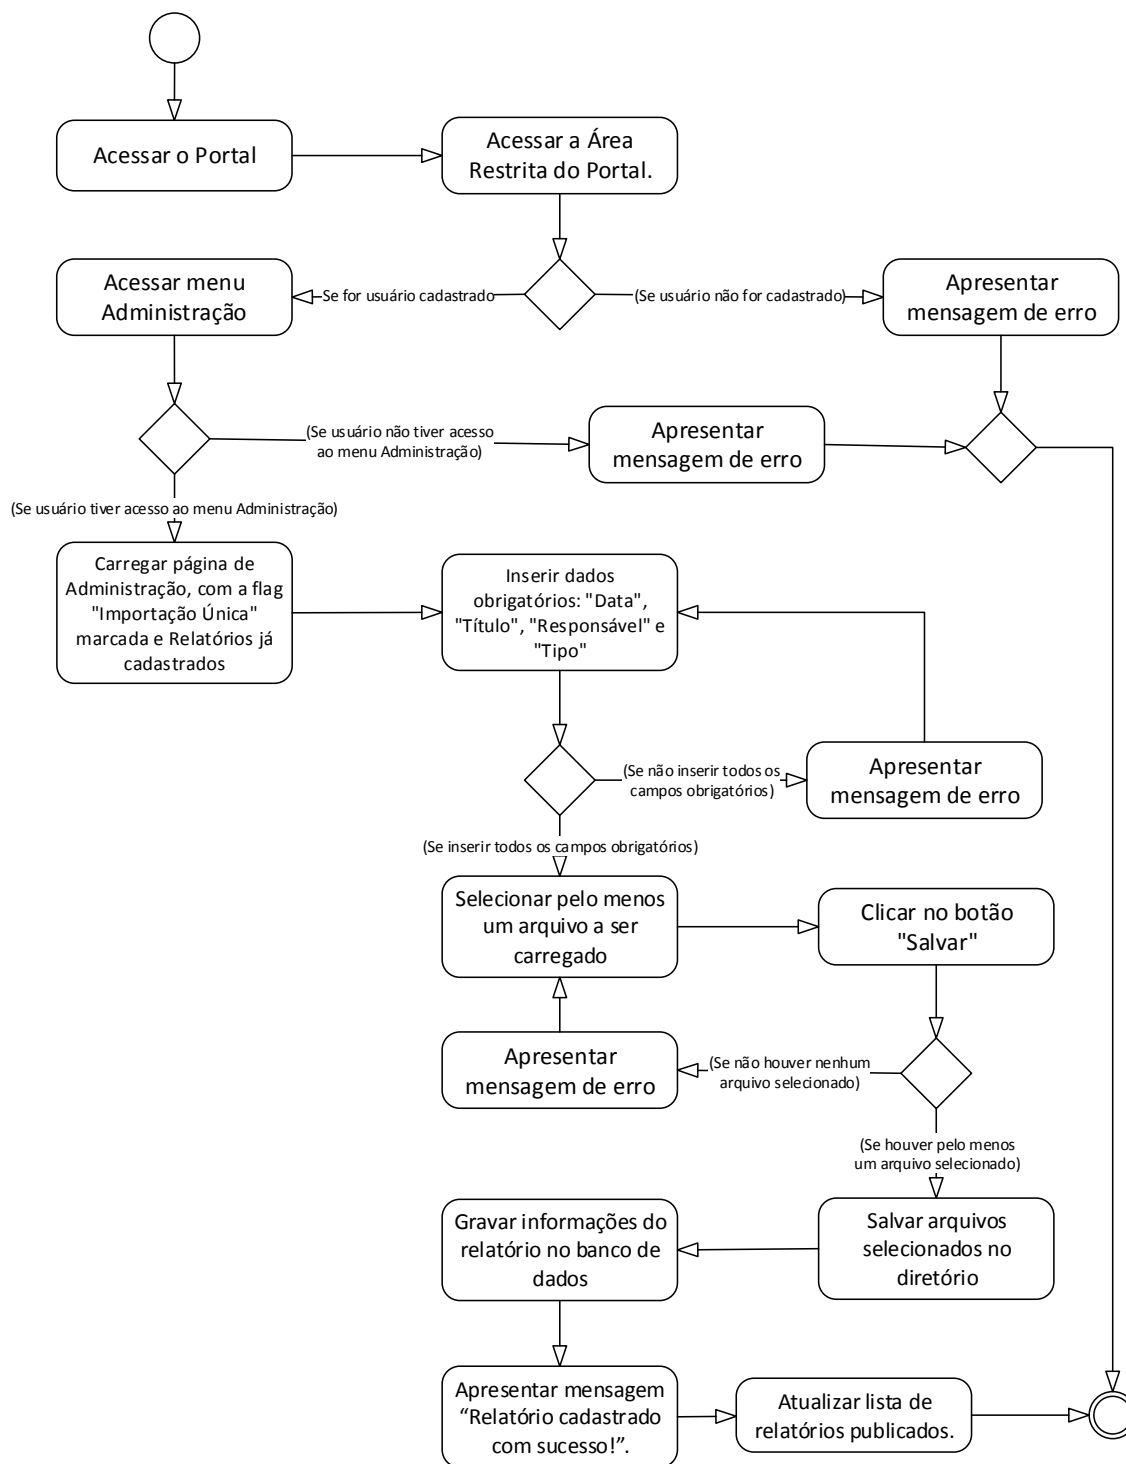 Acessar o Portal
Acessar a Área
Restrita do Portal.
Acessar menu
Administração
Se for usuário cadastrado
(Se usuário não for cadastrado)
Apresentar
mensagem de erro
(Se usuário não tiver acesso
ao menu Administração)
Apresentar
mensagem de erro
(Se usuário tiver acesso ao menu Administração)
Carregar página de
Administração, com a flag
"Importação Única"
marcada e Relatórios já
cadastrados
Inserir dados
obrigatórios: "Data",
"Título", "Responsável" e
"Tipo"
(Se não inserir todos os
campos obrigatórios)
Apresentar
mensagem de erro
(Se inserir todos os campos obrigatórios)
Selecionar pelo menos
um arquivo a ser
carregado
Clicar no botão
"Salvar"
Apresentar
mensagem de erro
(Se não houver nenhum
arquivo selecionado)
(Se houver pelo menos
um arquivo selecionado)
Gravar informações do
relatório no banco de
dados
Salvar arquivos
selecionados no
diretório
Apresentar mensagem
“Relatório cadastrado
com sucesso!”.
Atualizar lista de
relatórios publicados.